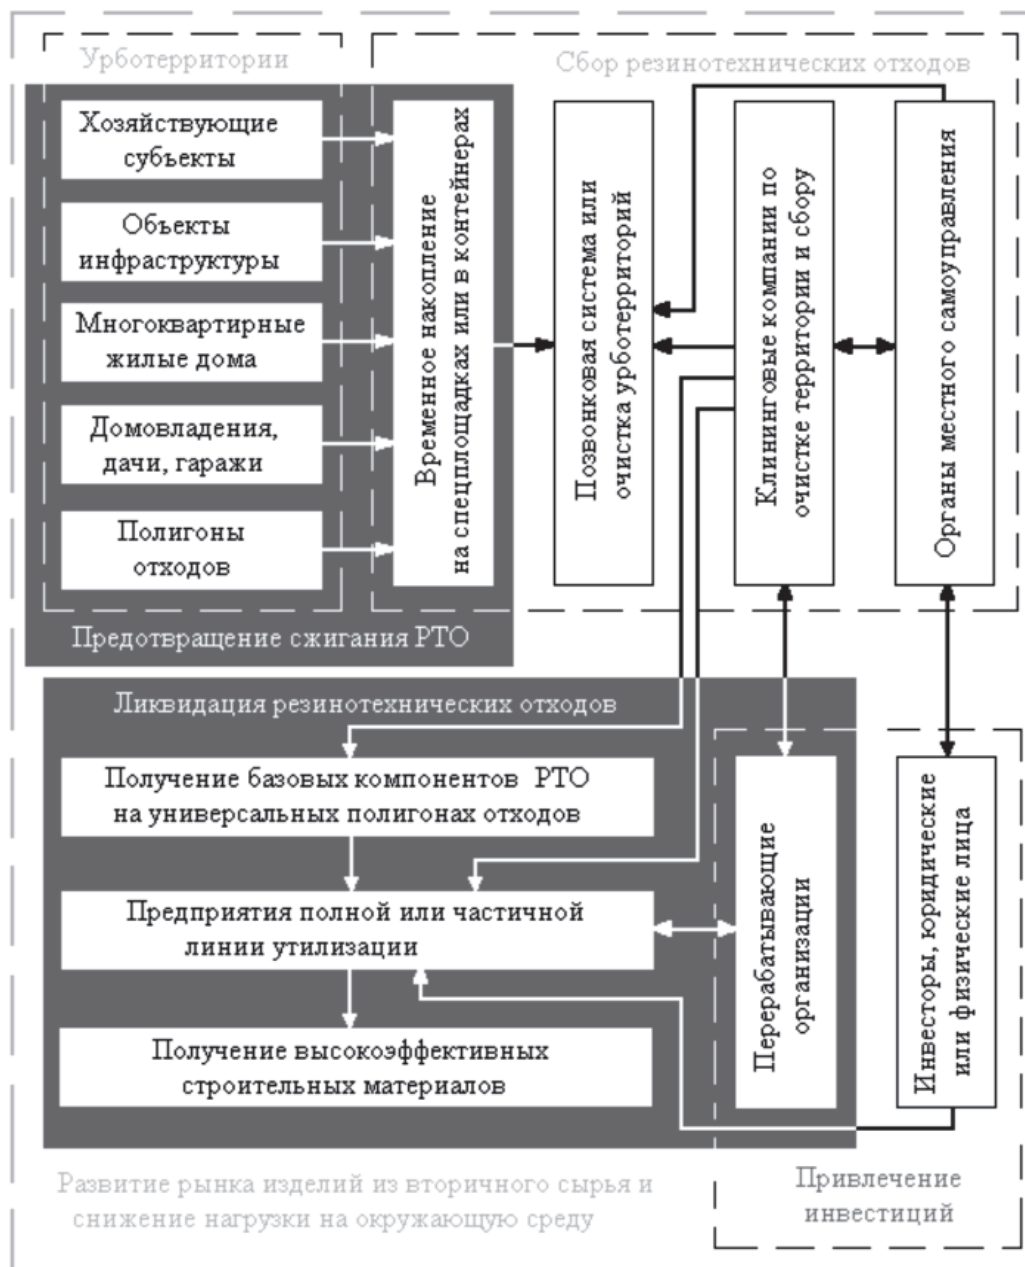 Урботерритории
Сбор резинотехнических отходов
Хозяйствующие
субъекты
Объекты
инфраструктуры
Многоквартирные
жилые дома
Домовладения,
дачи, гаражи
Полигоны
отходов
Временное накопление
на спецплощадках или в контейнерах
Позвонковая система или
очистка урботерриторий
Клининговые компании по
очистке территории и сбору
Органы местного самоуправления
Предотвращение сжигания РТО
Ликвидация резинотехнических отходов
Получение базовых компонентов РТО
на универсальных полигонах отходов
Предприятия полной или частичной
линии утилизации
Получение высокоэффективных
строительных материалов
Перерабатывающие
организации
Инвесторы, юридические
или физические лица
Развитие рынка изделий из вторичного сырья и
снижение нагрузки на окружающую среду
Привлечение
инвестиций